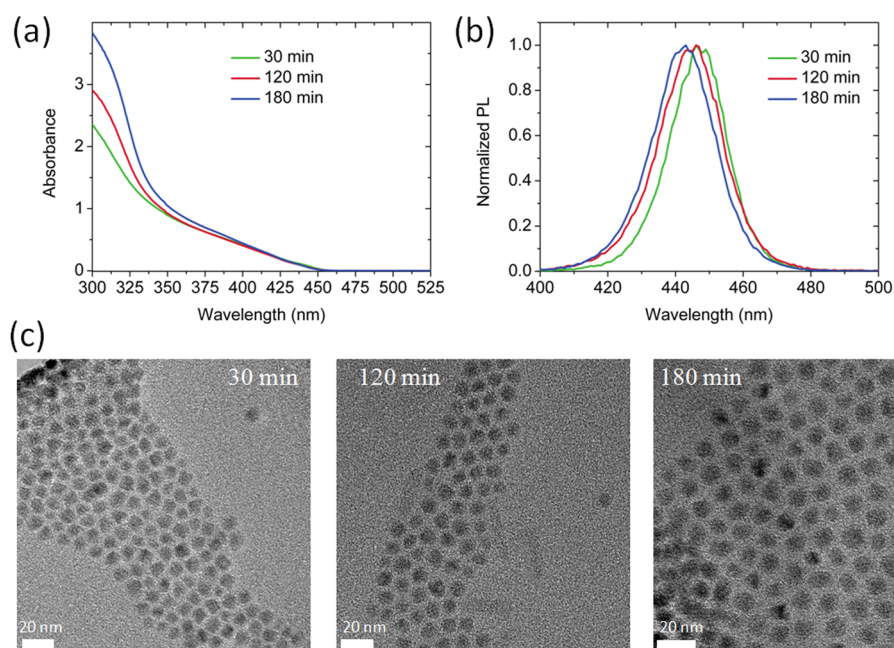 (a)
30 min
120 min
180 min
3
2
1
0
Absorbance
300 325 350 375 400 425 450 475 500 525
Wavelength (nm)
(b)
30 min
120 min
180 min
1.0
0.8
0.6
0.4
0.2
0.0
Normalized PL
400 420 440 460 480 500
Wavelength (nm)
(c)
30 min
120 min
180 min
20 nm
20 nm
20 nm